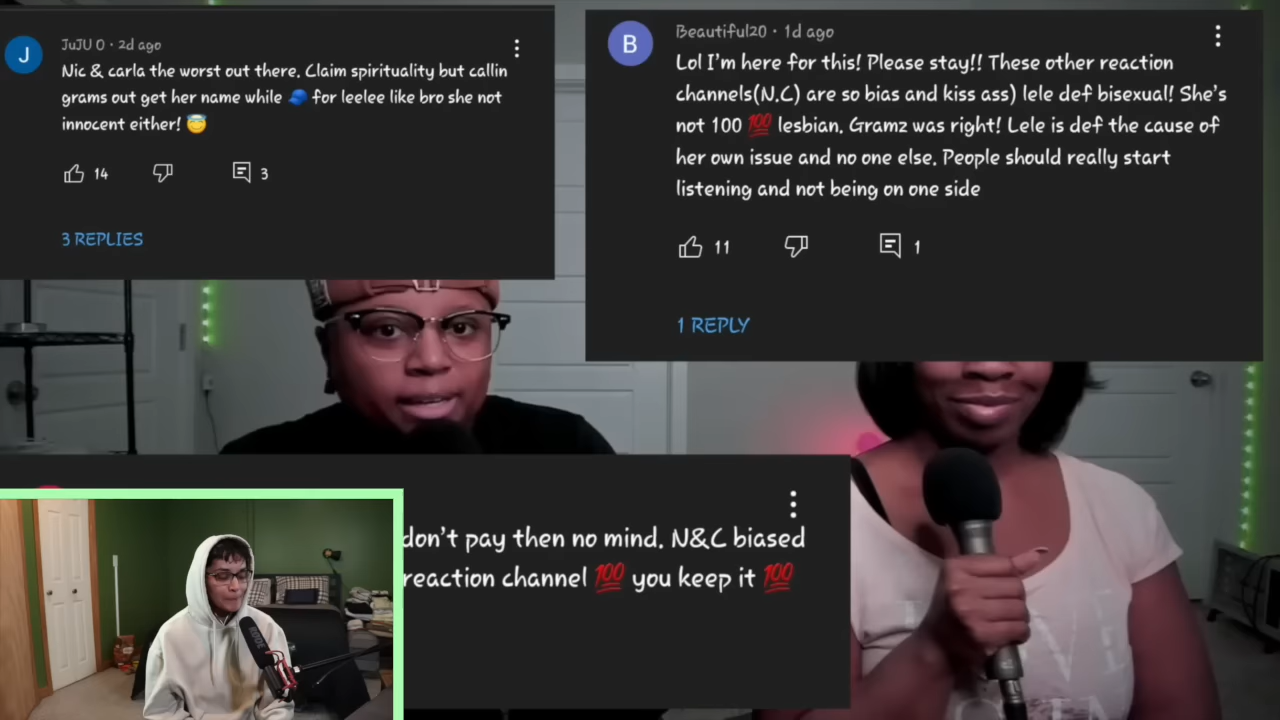 JuJU O · 2d ago
Nic & carla the worst out there. Claim spirituality but callin
grams out get her name while 🧢 for leelee like bro she not
innocent either! 😇
14
3
3 REPLIES
Beautiful20 · 1d ago
Lol I'm here for this! Please stay!! These other reaction
channels(N.C) are so bias and kiss ass) lele def bisexual! She's
not 100 💯 lesbian. Gramz was right! Lele is def the cause of
her own issue and no one else. People should really start
listening and not being on one side
11
1
1 REPLY
don't pay then no mind. N&C biased
reaction channel 💯 you keep it 💯
RODE